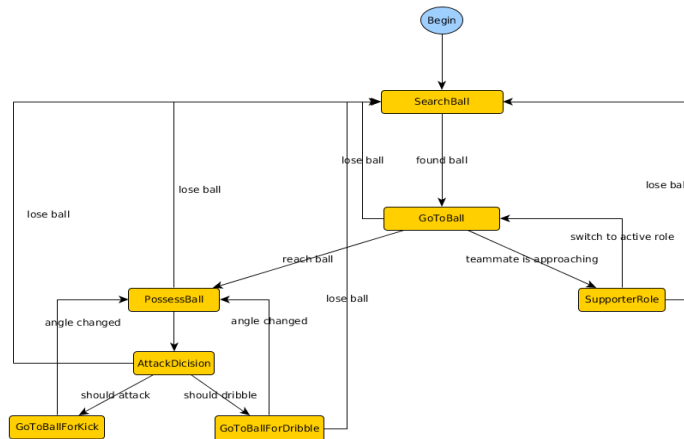 Begin
SearchBall
lose ball
found ball
lose ball
lose ball
lose ball
GoToBall
switch to active role
reach ball
teammate is approaching
PossessBall
lose ball
SupporterRole
angle changed
angle changed
AttackDicision
should attack
should dribble
GoToBallForKick
GoToBallForDribble